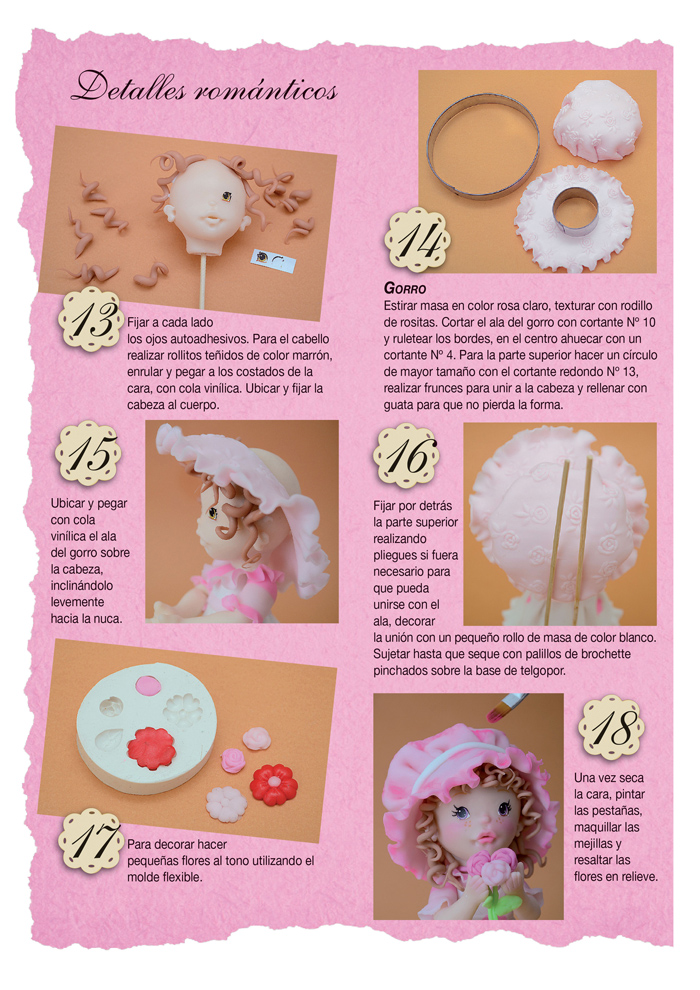 Detalles románticos
13
Fijar a cada lado
los ojos autoadhesivos. Para el cabello
realizar rollitos teñidos de color marrón,
enrular y pegar a los costados de la
cara, con cola vinílica. Ubicar y fijar la
cabeza al cuerpo.
14
GORRO
Estirar masa en color rosa claro, texturar con rodillo
de rositas. Cortar el ala del gorro con cortante Nº 10
y ruletear los bordes, en el centro ahuecar con un
cortante Nº 4. Para la parte superior hacer un círculo
de mayor tamaño con el cortante redondo Nº 13,
realizar frunces para unir a la cabeza y rellenar con
guata para que no pierda la forma.
15
Ubicar y pegar
con cola
vinílica el ala
del gorro sobre
la cabeza,
inclinándolo
levemente
hacia la nuca.
16
Fijar por detrás
la parte superior
realizando
pliegues si fuera
necesario para
que pueda
unirse con el
ala, decorar
la unión con un pequeño rollo de masa de color blanco.
Sujetar hasta que seque con palillos de brochette
pinchados sobre la base de telgopor.
17
Para decorar hacer
pequeñas flores al tono utilizando el
molde flexible.
18
Una vez seca
la cara, pintar
las pestañas,
maquillar las
mejillas y
resaltar las
flores en relieve.